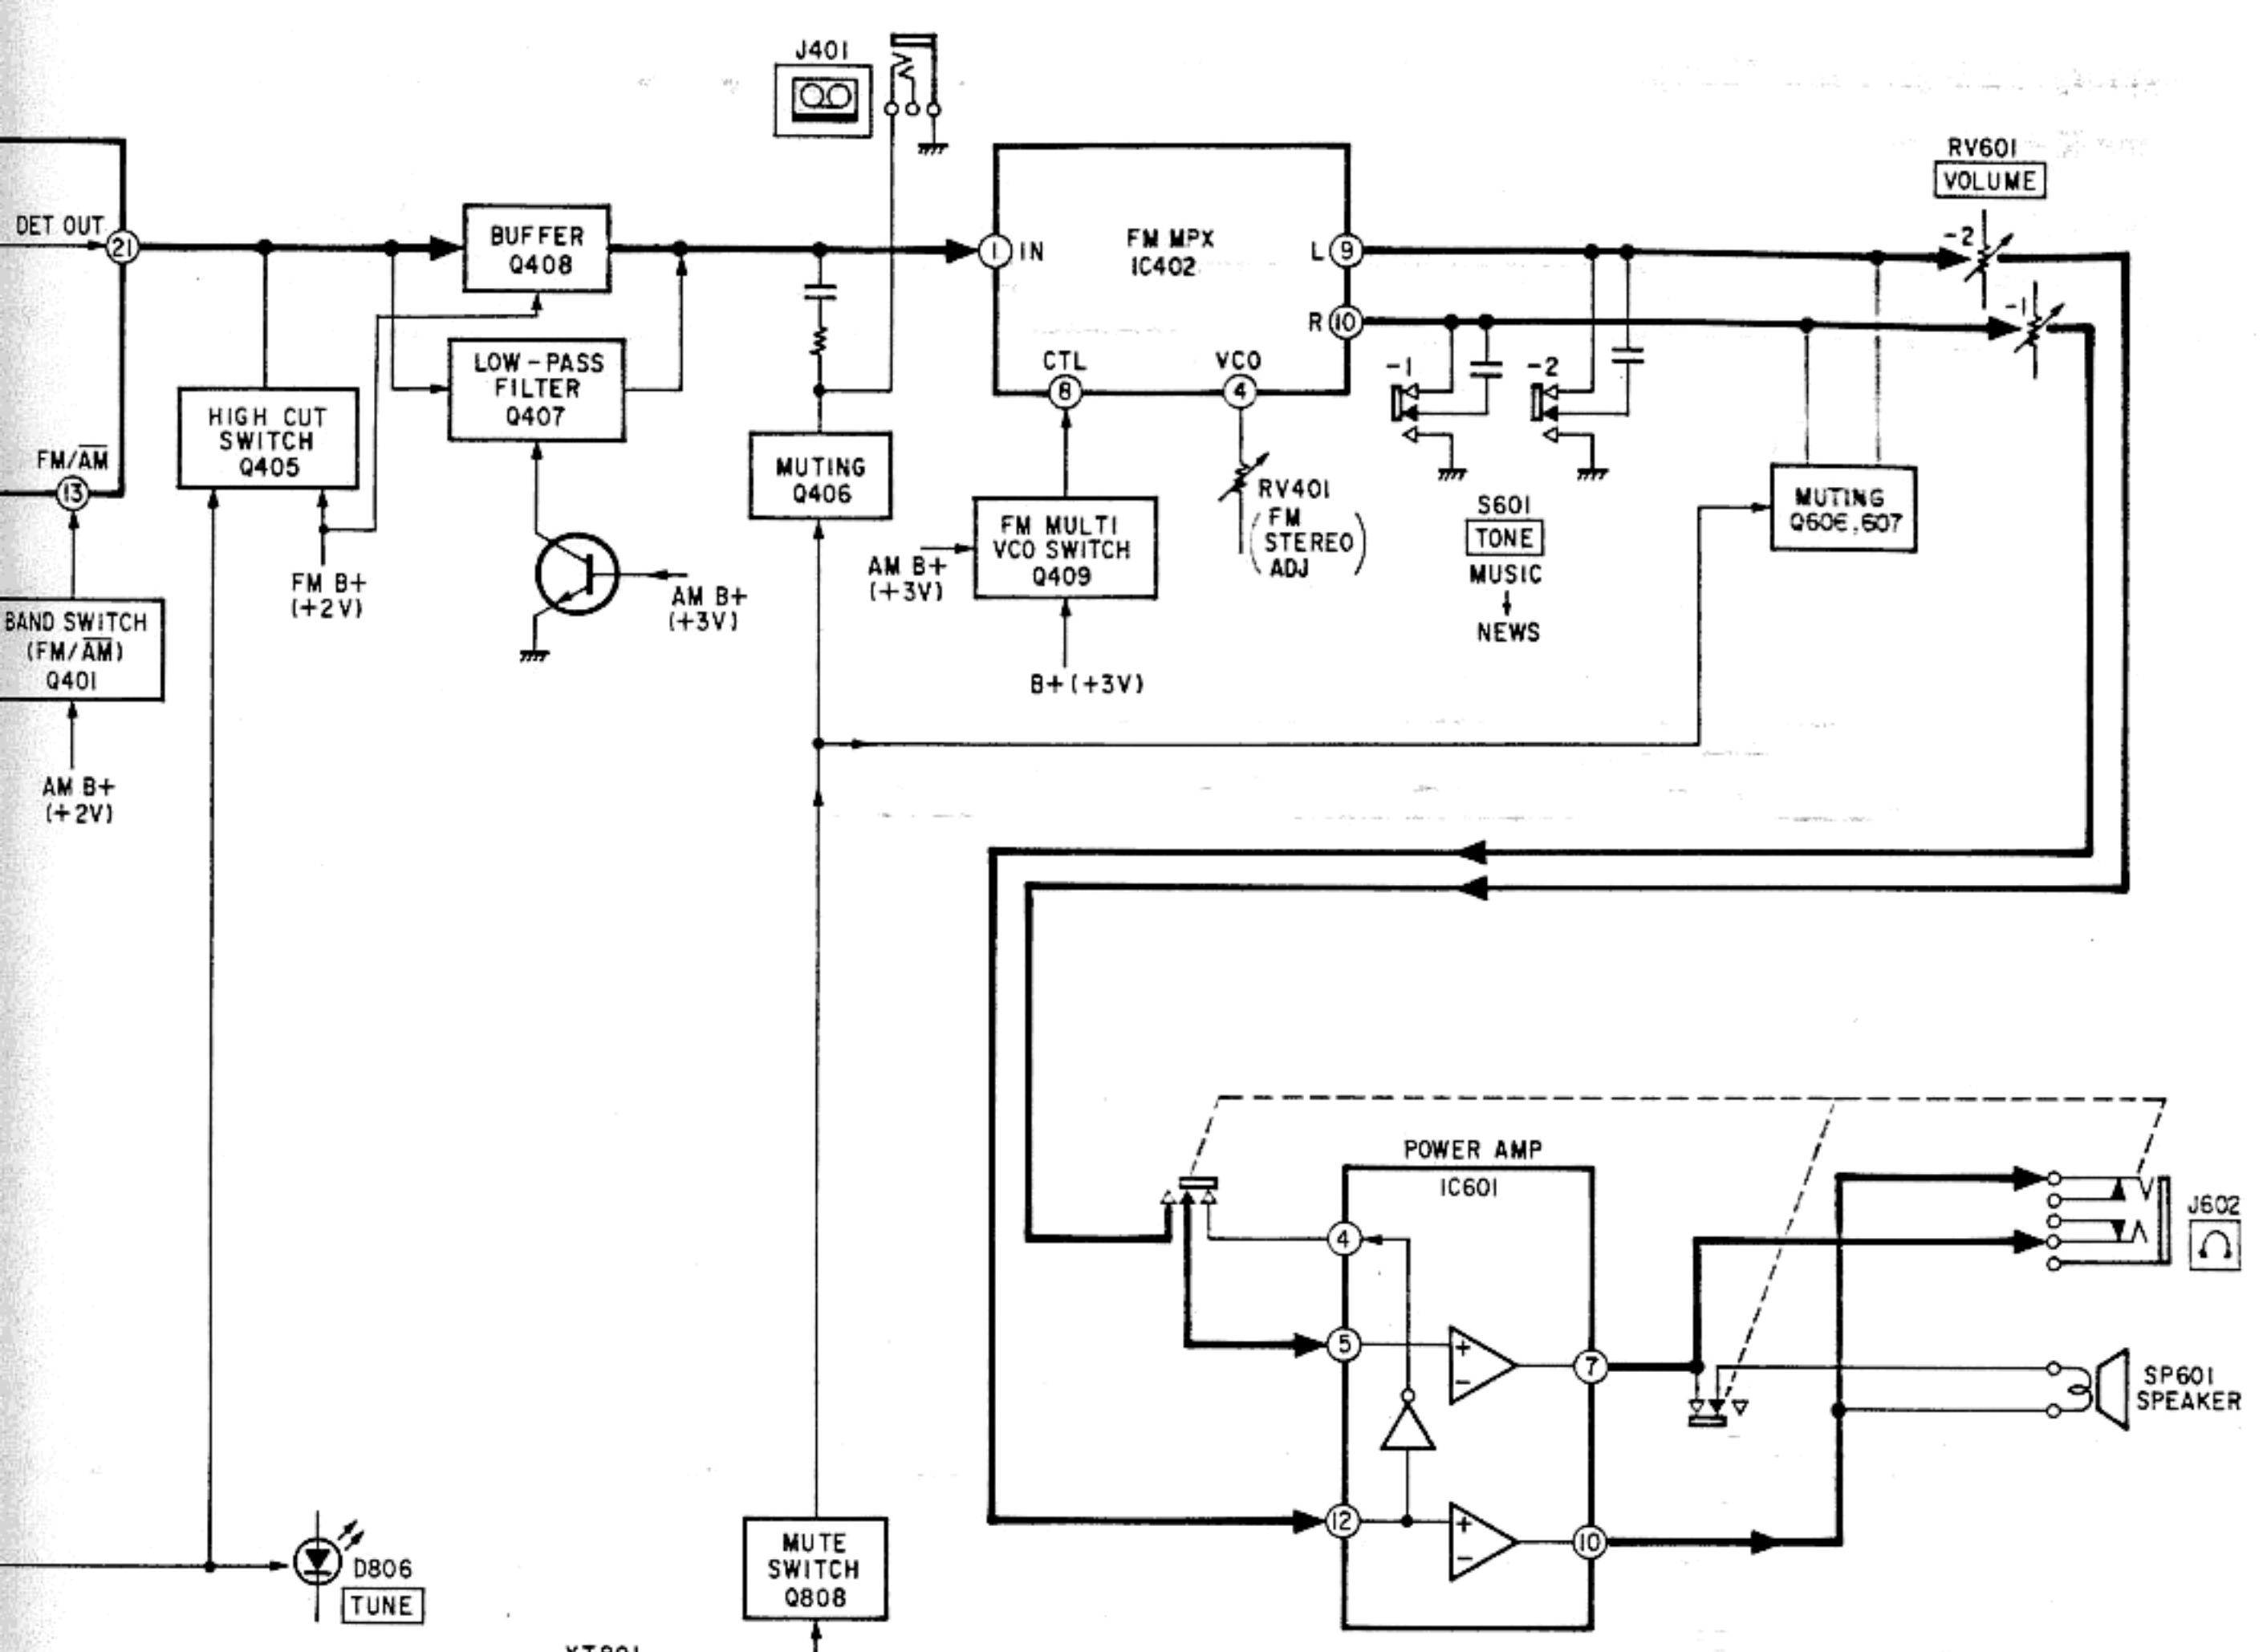 J401
RV601
VOLUME
DET OUT
21
BUFFER
Q408
1 IN
FM MPX
IC402
L 9
R 10
-2
-1
CTL
8
VCO
4
LOW-PASS
FILTER
Q407
HIGH CUT
SWITCH
Q405
FM/A̅M̅
13
MUTING
Q406
-1
-2
RV401
(FM
STEREO
ADJ)
S601
TONE
MUSIC
NEWS
MUTING
Q606,607
FM MULTI
VCO SWITCH
Q409
AM B+
(+3V)
B+(+3V)
FM B+
(+2V)
AM B+
(+3V)
BAND SWITCH
(FM/A̅M̅)
Q401
AM B+
(+2V)
POWER AMP
IC601
4
5
+
-
7
12
+
-
10
J602
SP601
SPEAKER
D806
TUNE
MUTE
SWITCH
Q808